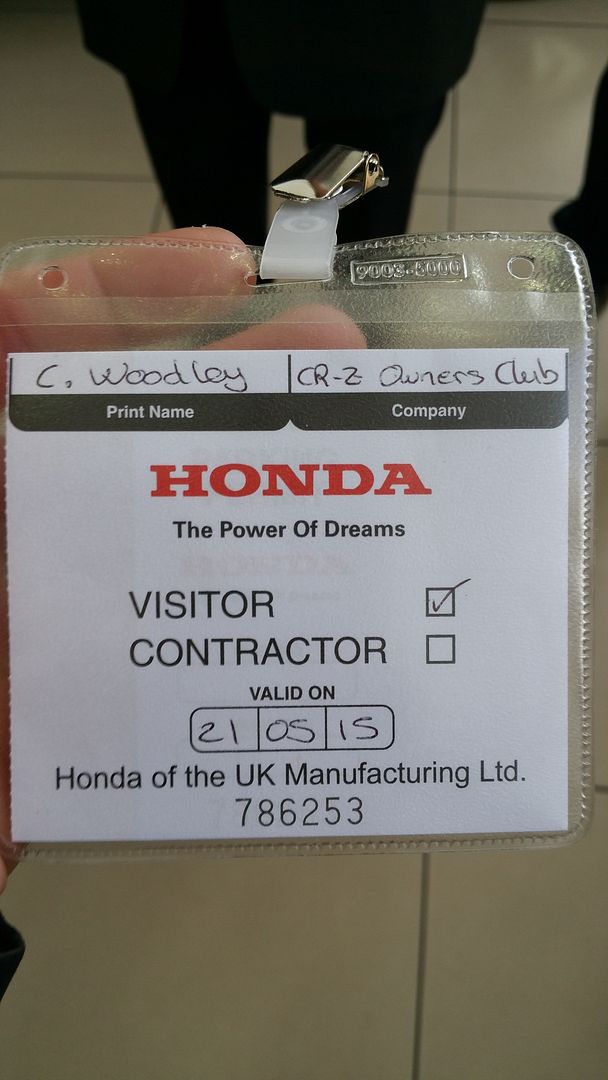 9003-5000
C. Woodley CR-Z Owners Club
Print Name Company
HONDA
The Power Of Dreams
VISITOR
CONTRACTOR
VALID ON
21 05 15
Honda of the UK Manufacturing Ltd.
786253